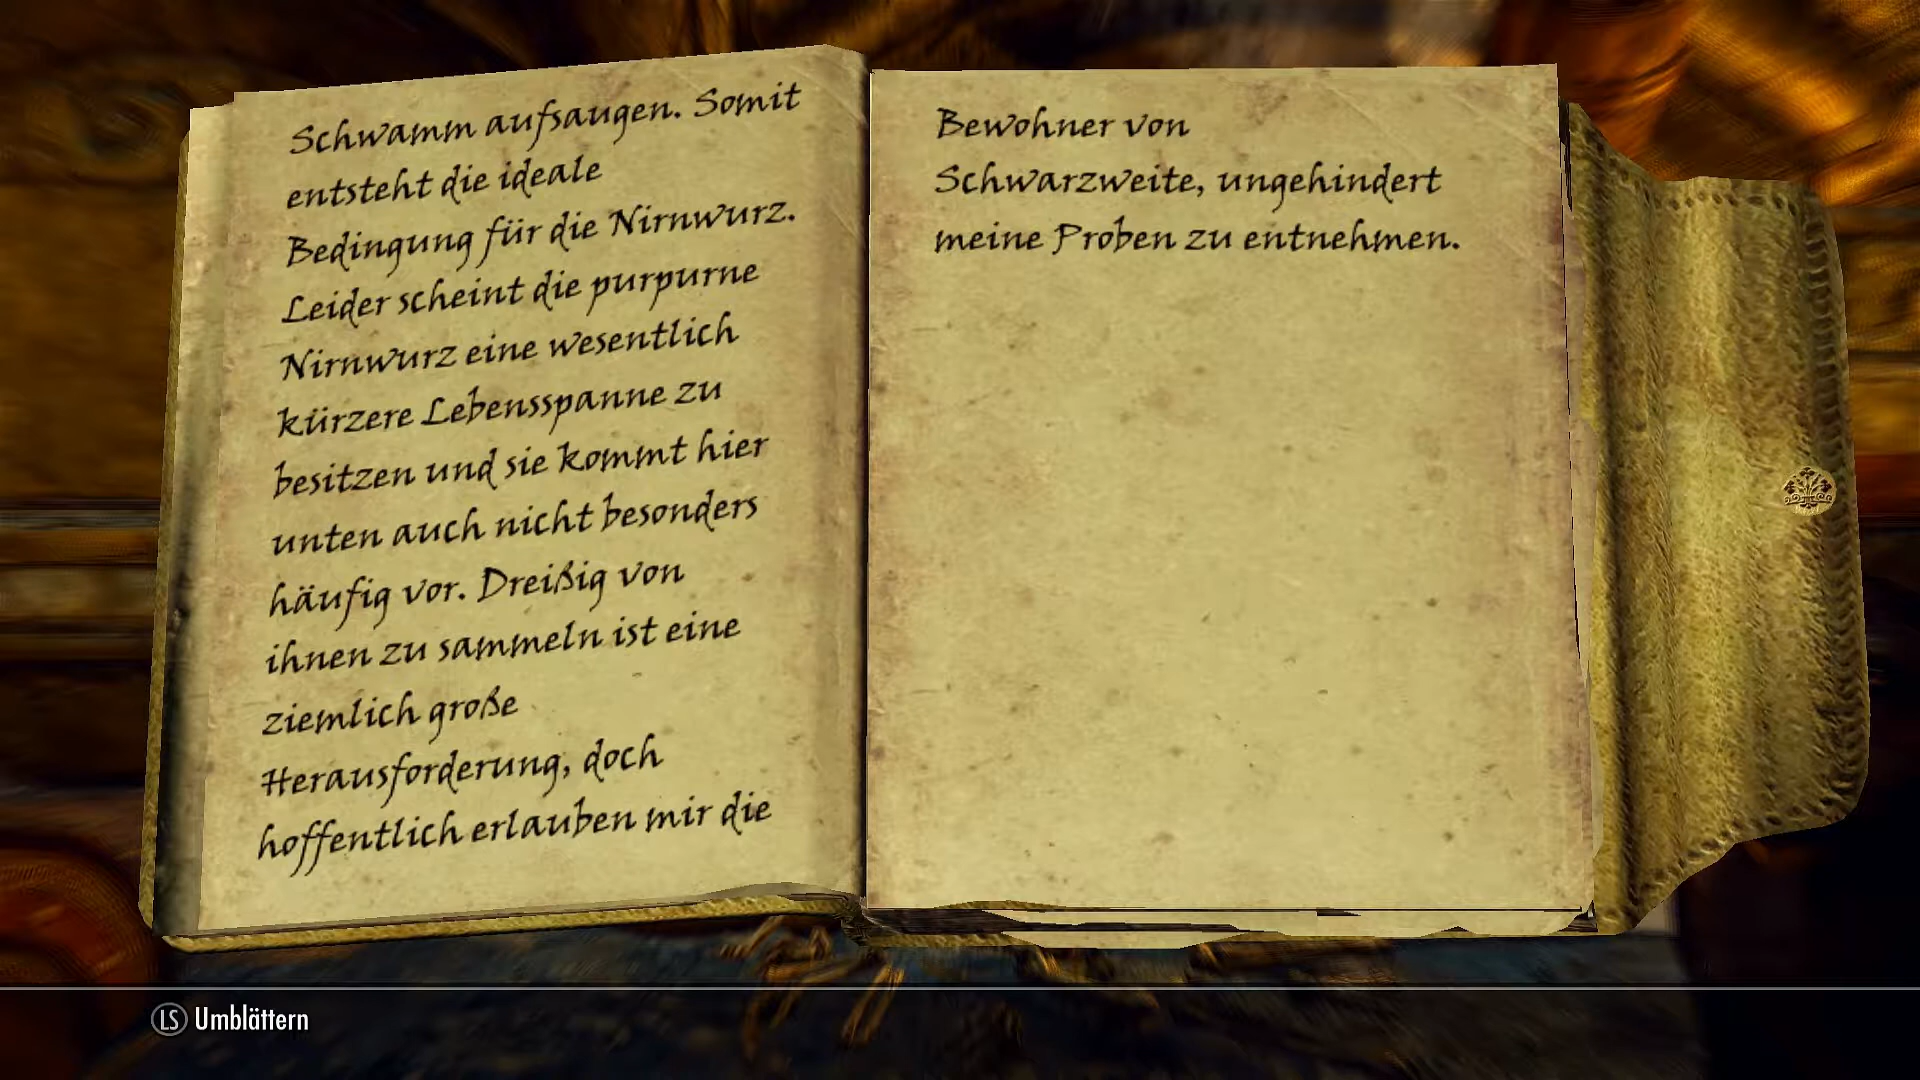 Schwamm aufsaugen. Somit
entsteht die ideale
Bedingung für die Nirnwurz.
Leider scheint die purpurne
Nirnwurz eine wesentlich
kürzere Lebensspanne zu
besitzen und sie kommt hier
unten auch nicht besonders
häufig vor. Dreißig von
ihnen zu sammeln ist eine
ziemlich große
Herausforderung, doch
hoffentlich erlauben mir die
Bewohner von
Schwarzweite, ungehindert
meine Proben zu entnehmen.
LS Umblättern